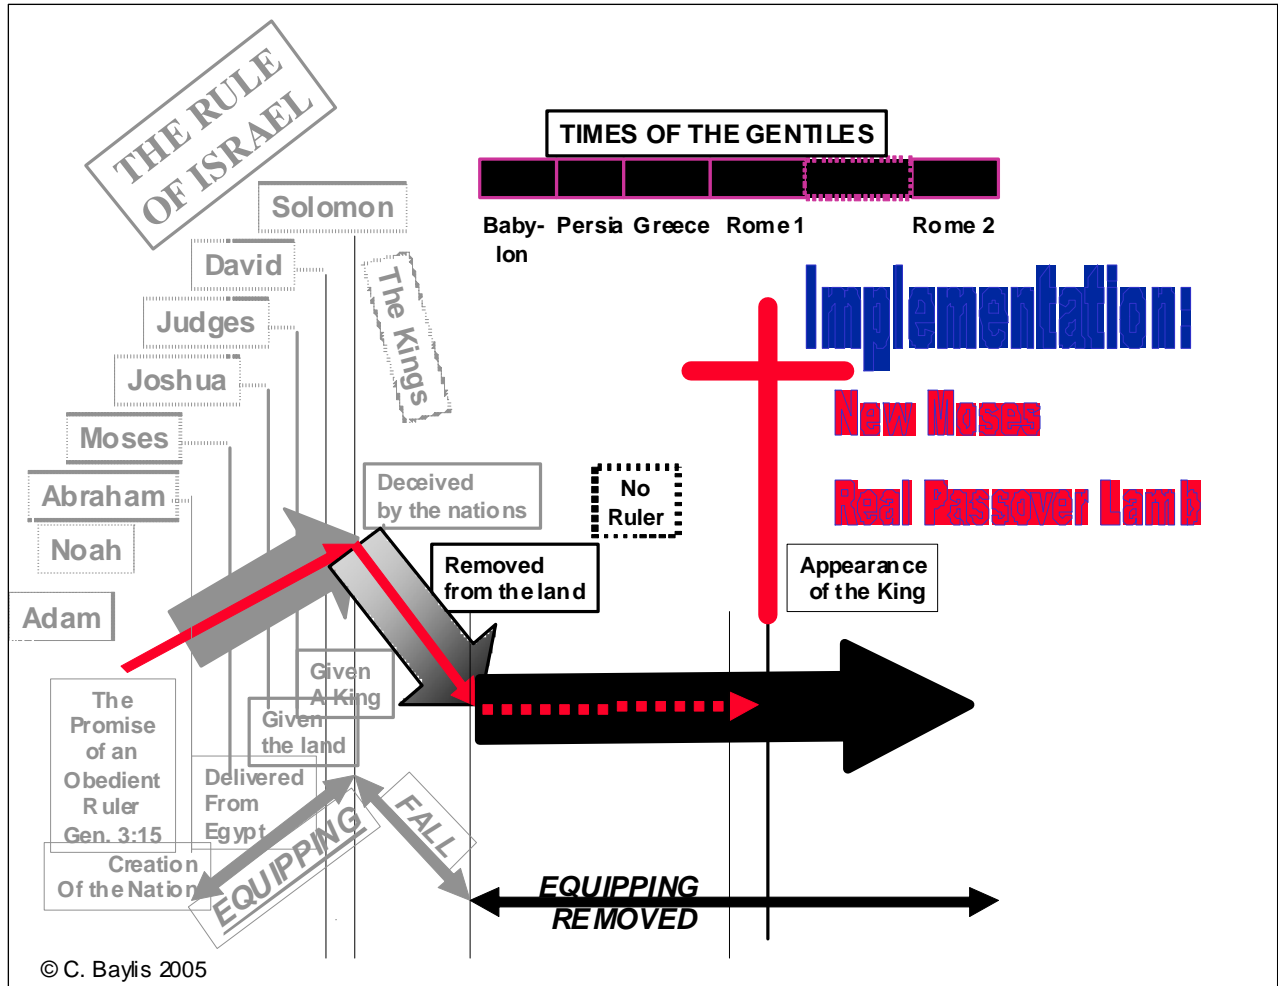 THE RULE
OF ISRAEL
TIMES OF THE GENTILES
Baby-
lon
Persia
Greece
Rome 1
Rome 2
Solomon
David
Judges
Joshua
Moses
Abraham
Noah
Adam
The Kings
Implementation:
New Moses
Real Passover Lamb
Deceived
by the nations
No
Ruler
Removed
from the land
Appearance
of the King
Given
A King
Given
the land
The
Promise
of an
Obedient
Ruler
Gen. 3:15
Delivered
From
Egypt
Creation
Of the Nation
EQUIPPING
FALL
EQUIPPING
REMOVED
© C. Baylis 2005